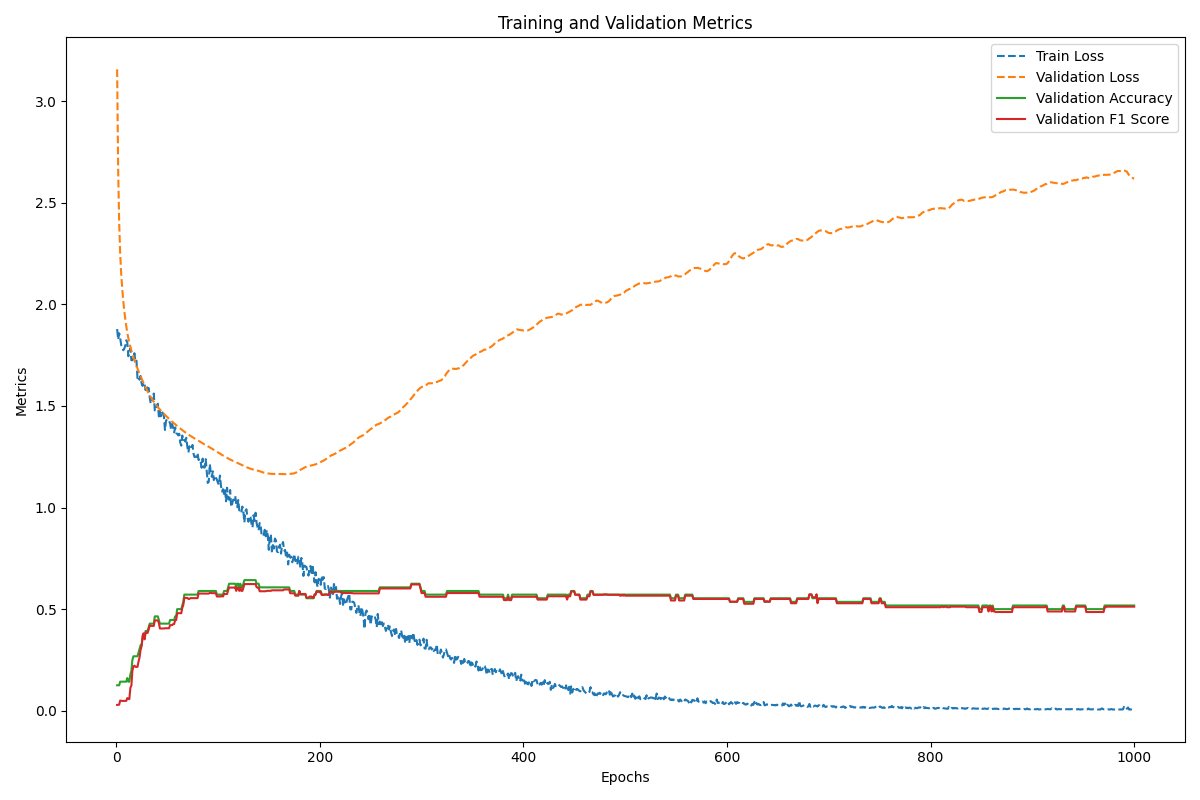 Training and Validation Metrics
Train Loss
Validation Loss
Validation Accuracy
Validation F1 Score
Metrics
3.0
2.5
2.0
1.5
1.0
0.5
0.0
0 200 400 600 800 1000
Epochs